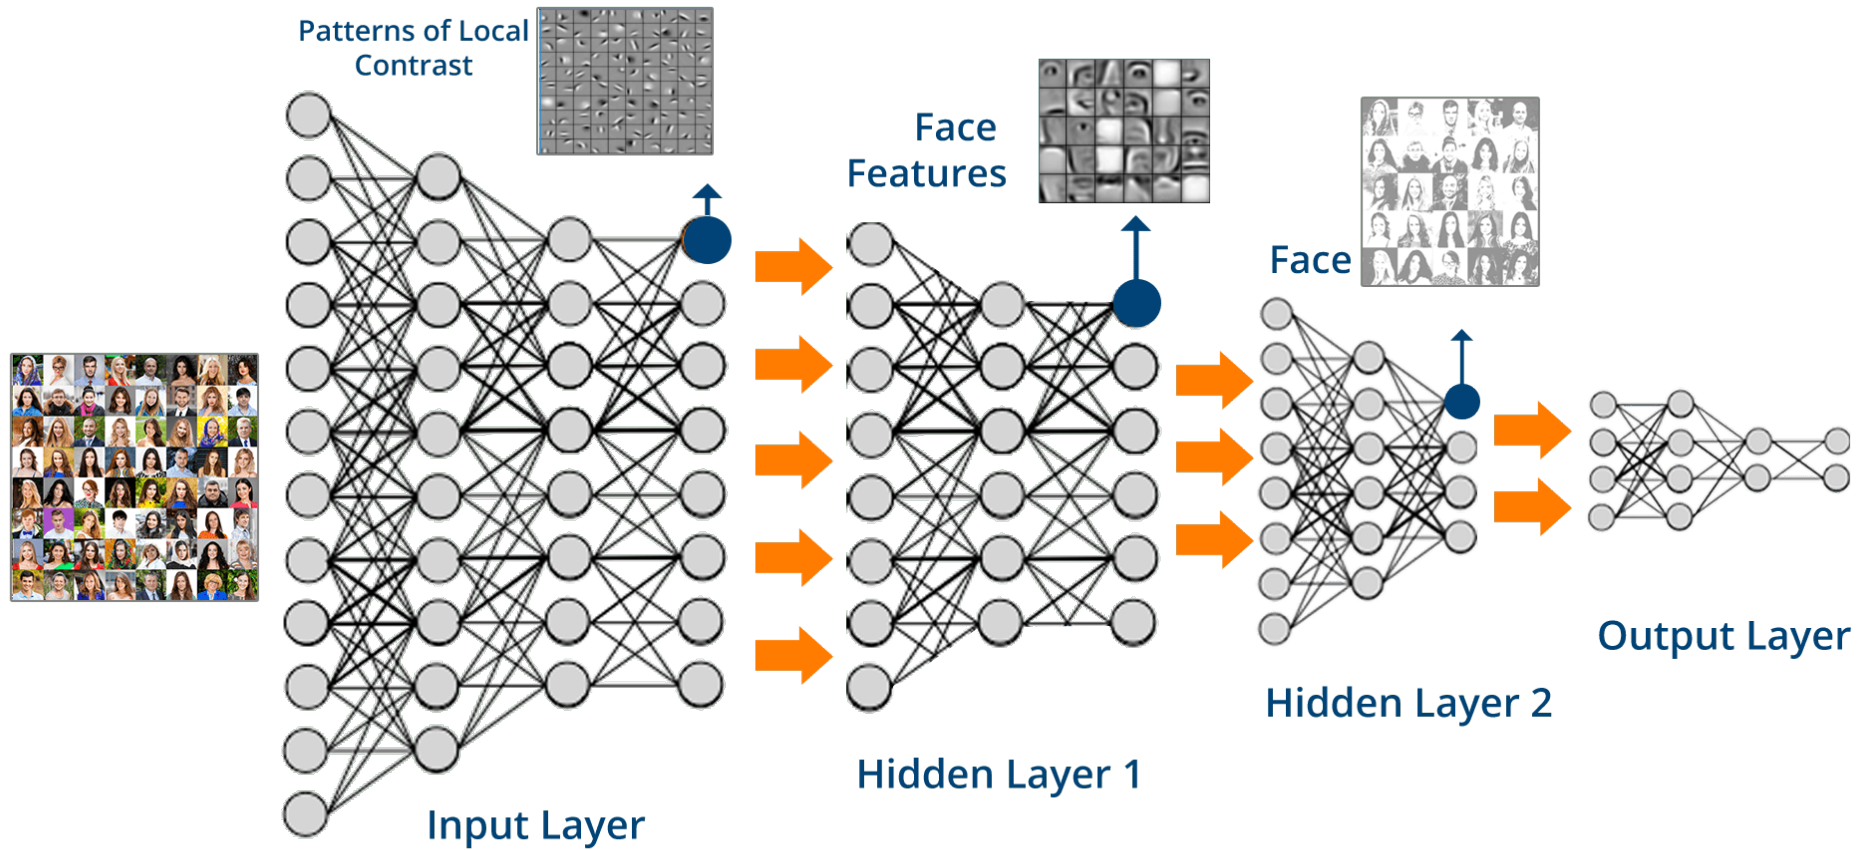 Patterns of Local
Contrast
Face
Features
Face
Input Layer
Hidden Layer 1
Hidden Layer 2
Output Layer